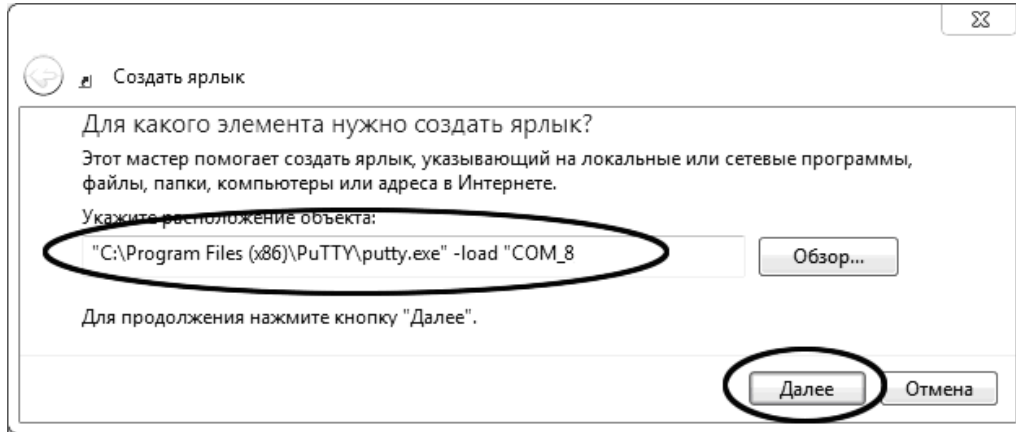 Создать ярлык
Для какого элемента нужно создать ярлык?
Этот мастер помогает создать ярлык, указывающий на локальные или сетевые программы,
файлы, папки, компьютеры или адреса в Интернете.
Укажите расположение объекта:
"C:\Program Files (x86)\PuTTY\putty.exe" -load "COM_8
Обзор...
Для продолжения нажмите кнопку "Далее".
Далее
Отмена